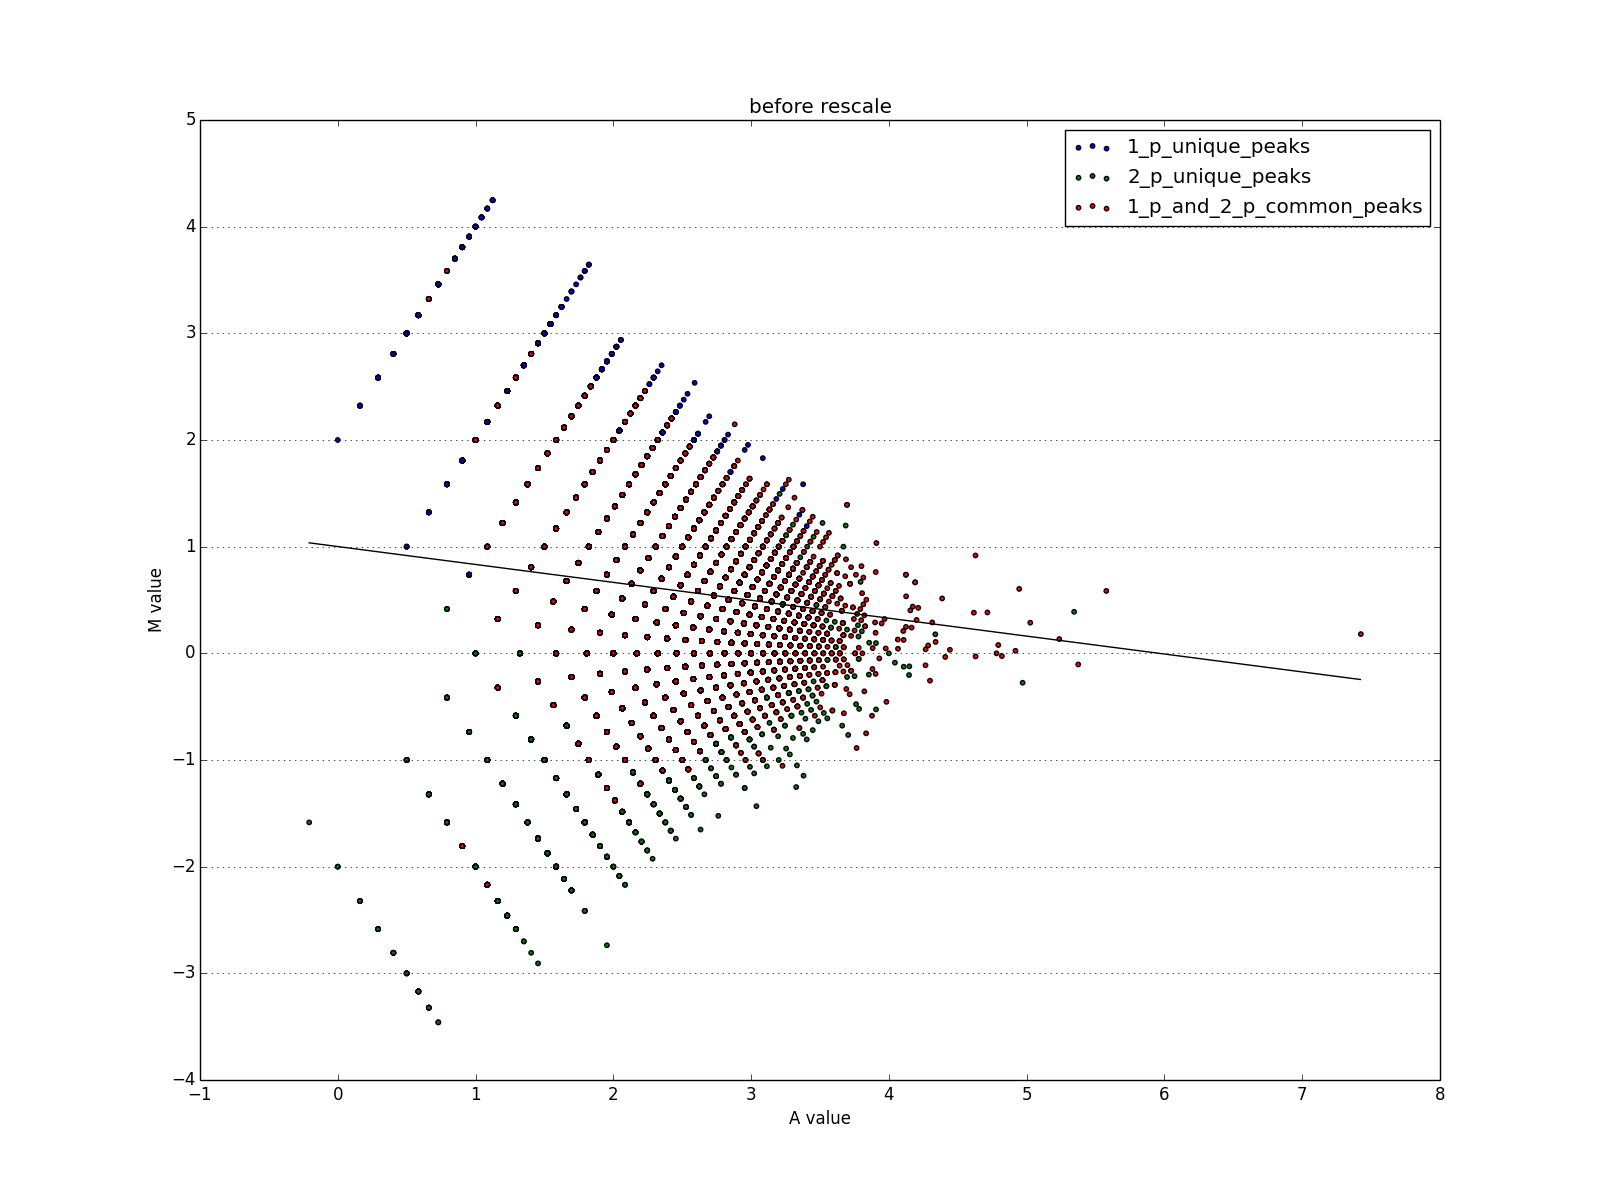 before rescale
5
4
3
2
1
0
−1
−2
−3
−4
M value
−1 0 1 2 3 4 5 6 7 8
A value
1_p_unique_peaks
2_p_unique_peaks
1_p_and_2_p_common_peaks